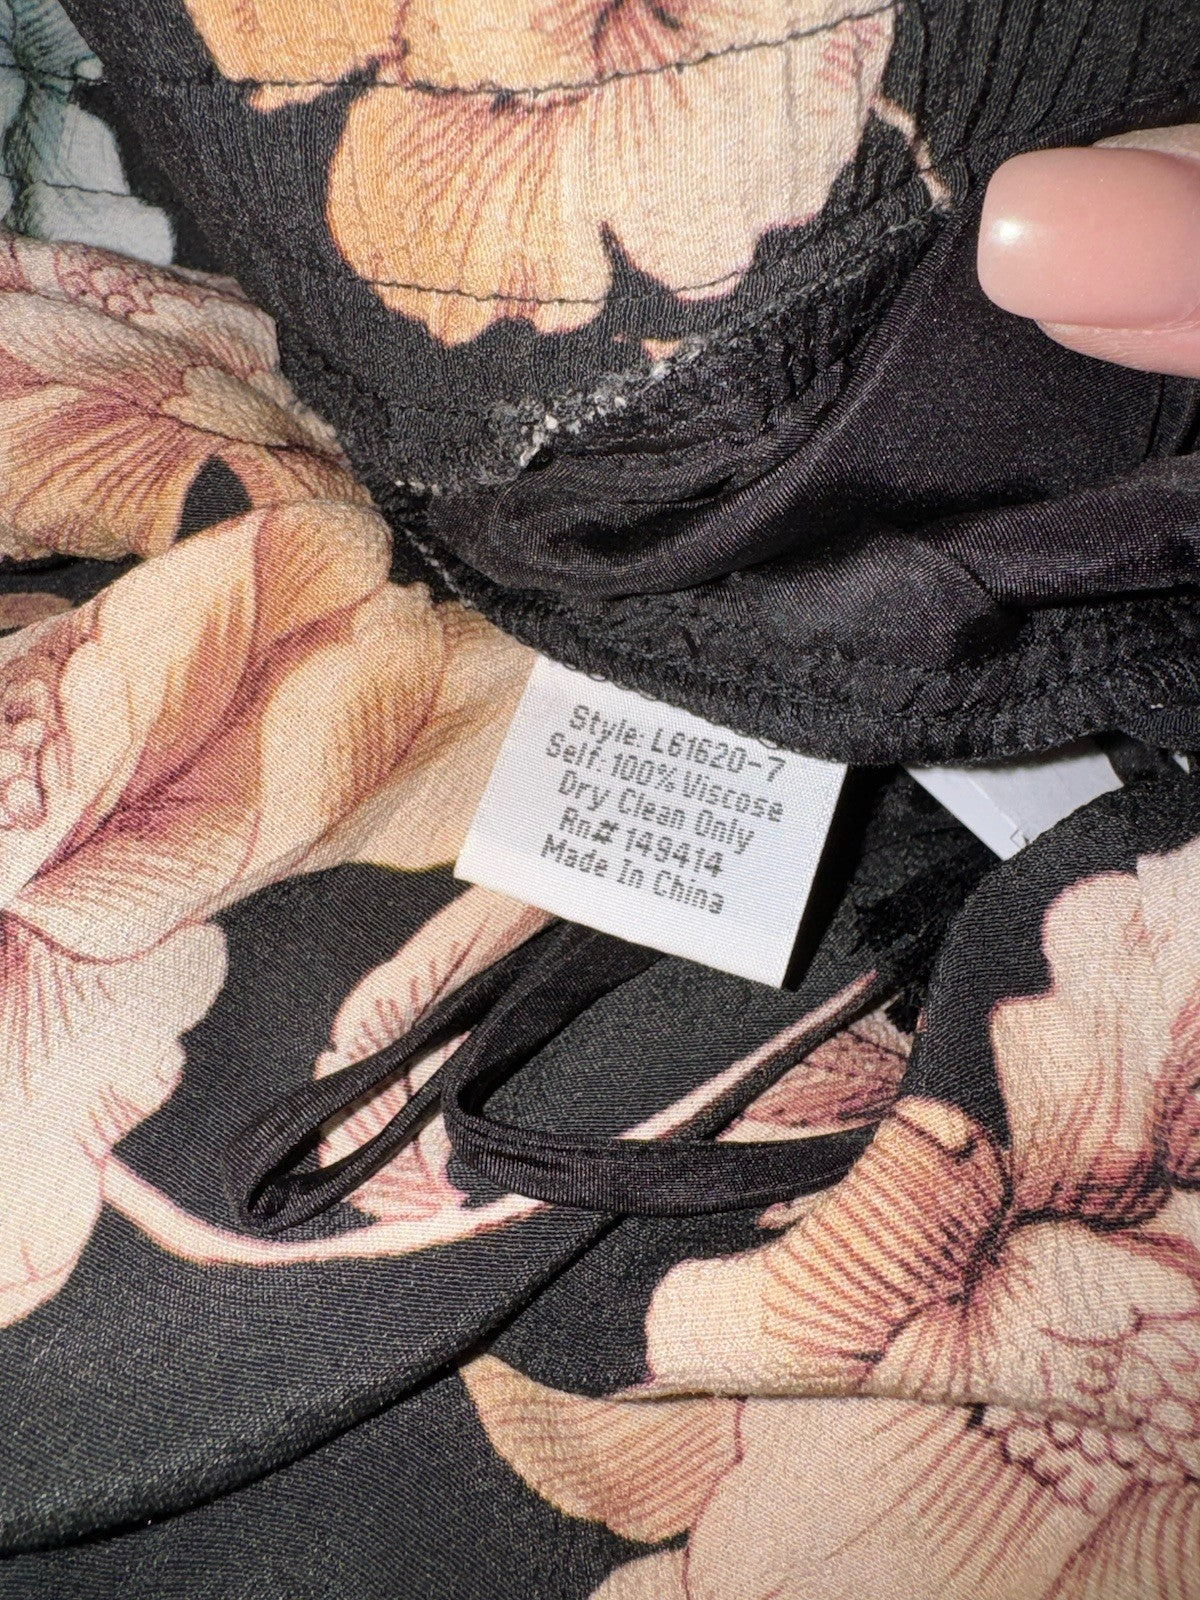 Style: L61620-7
Self: 100% Viscose
Dry Clean Only
Rn# 149414
Made In China